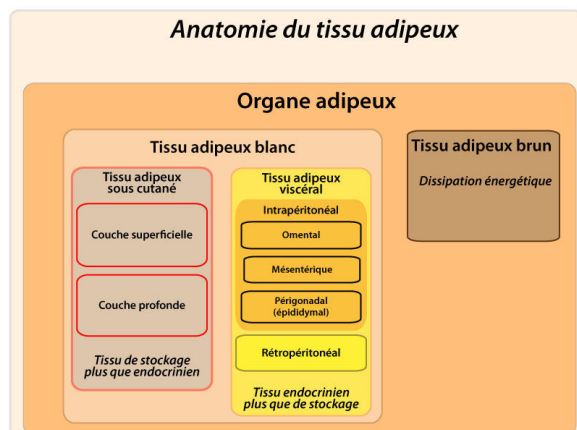 Anatomie du tissu adipeux
Organe adipeux
Tissu adipeux blanc
Tissu adipeux
sous cutané
Couche superficielle
Couche profonde
Tissu de stockage
plus que endocrinien
Tissu adipeux
viscéral
Intrapéritonéal
Omental
Mésentérique
Périgonadal
(épididymal)
Rétropéritonéal
Tissu endocrinien
plus que de stockage
Tissu adipeux brun
Dissipation énergétique